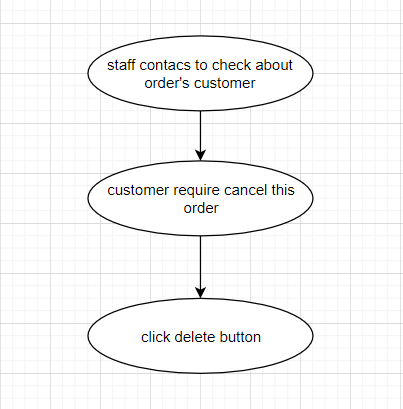 staff contacs to check about
order's customer
customer require cancel this
order
click delete button